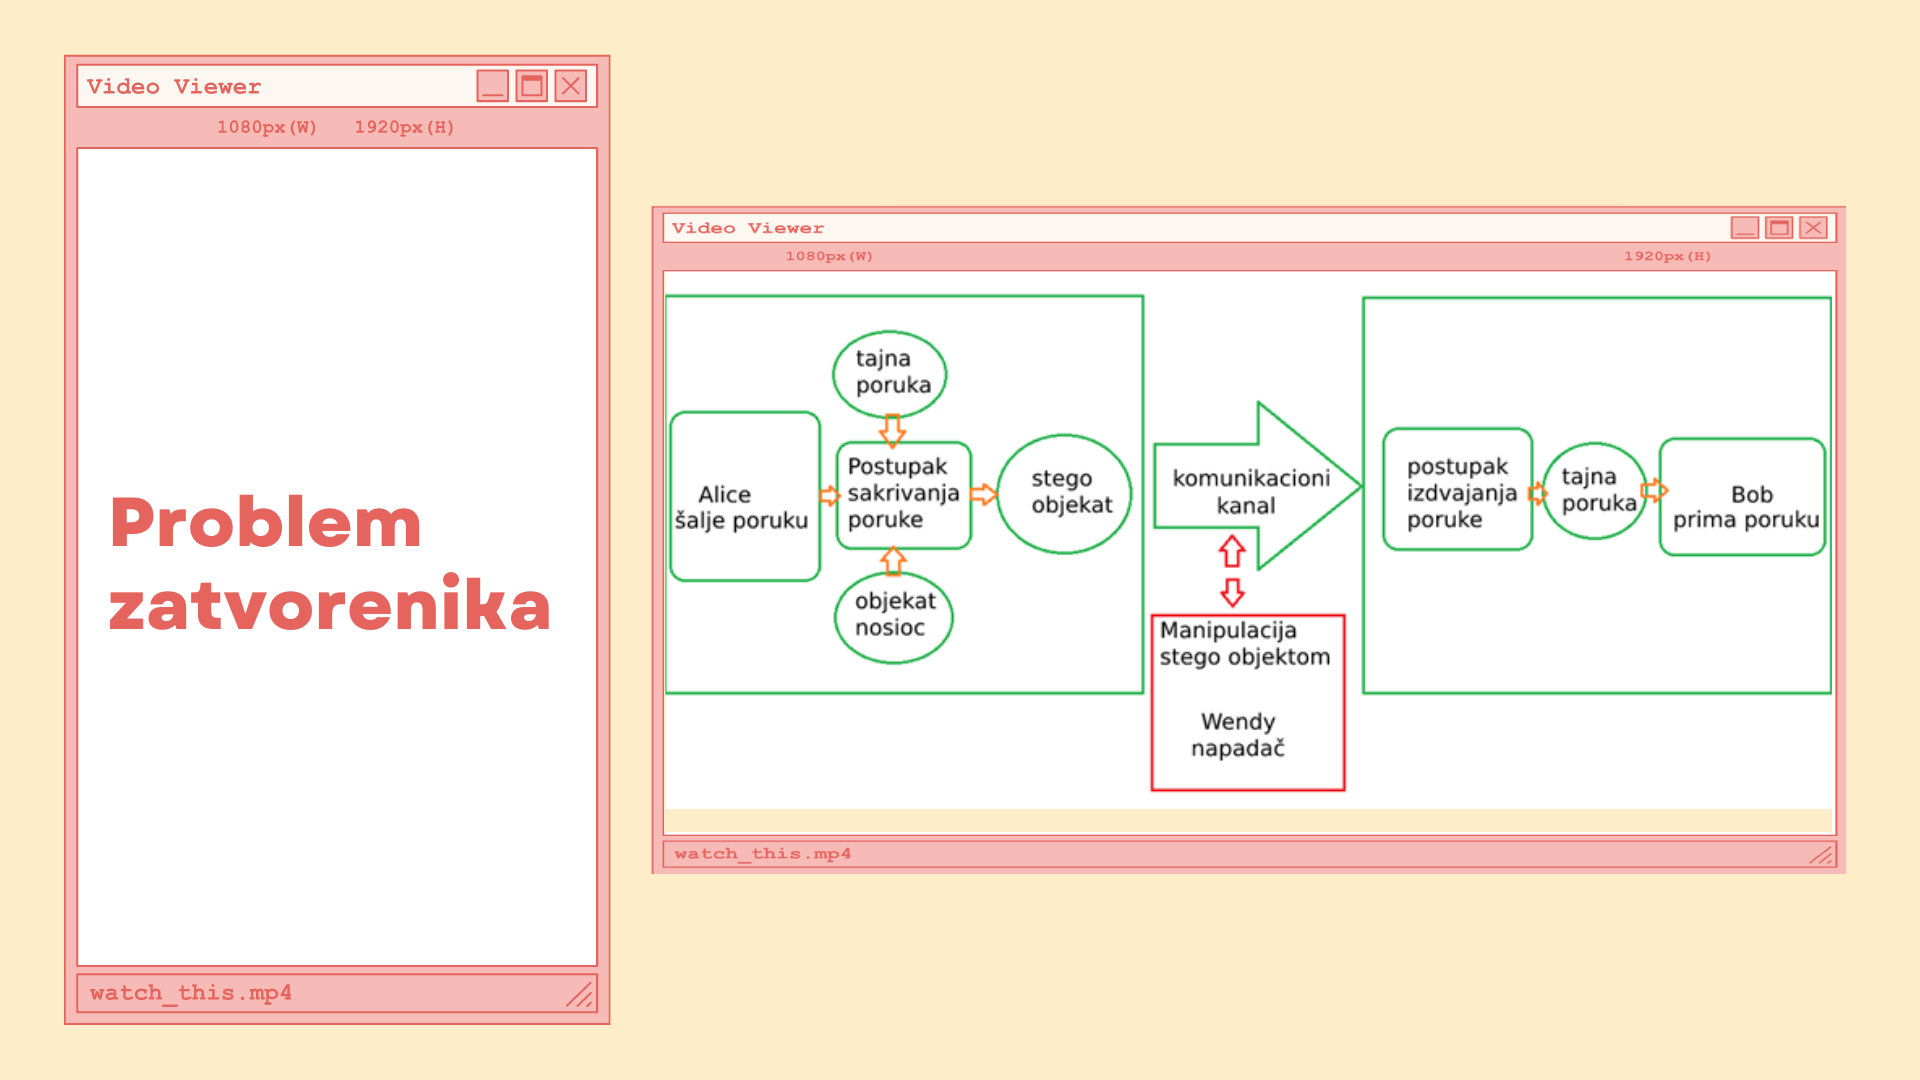 Video Viewer
1080px(W) 1920px(H)
Problem
zatvorenika
watch_this.mp4
Video Viewer
1080px(W) 1920px(H)
tajna
poruka
Alice
šalje poruku
Postupak
sakrivanja
poruke
objekat
nosioc
stego
objekat
komunikacioni
kanal
Manipulacija
stego objektom
Wendy
napadač
postupak
izdvajanja
poruke
tajna
poruka
Bob
prima poruku
watch_this.mp4